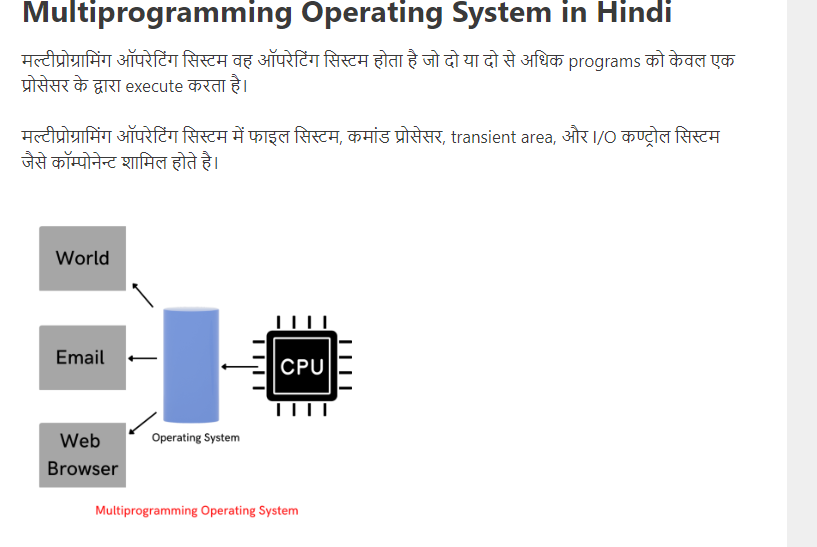 Multiprogramming Operating System in Hindi
मल्टीप्रोग्रामिंग ऑपरेटिंग सिस्टम वह ऑपरेटिंग सिस्टम होता है जो दो या दो से अधिक programs को केवल एक
प्रोसेसर के द्वारा execute करता है।
मल्टीप्रोग्रामिंग ऑपरेटिंग सिस्टम में फाइल सिस्टम, कमांड प्रोसेसर, transient area, और I/O कण्ट्रोल सिस्टम
जैसे कॉम्पोनेन्ट शामिल होते है।
World
Email
CPU
Web
Browser
Operating System
Multiprogramming Operating System